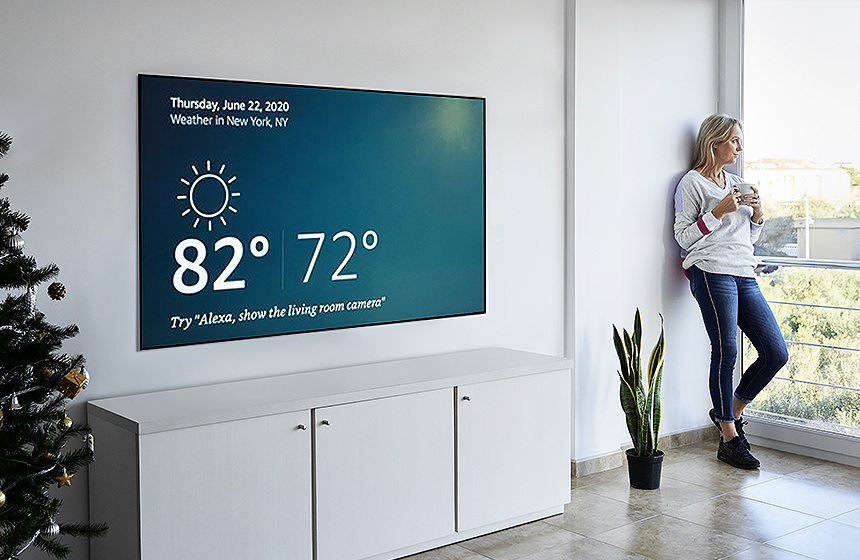 Thursday, June 22, 2020
Weather in New York, NY
82° 72°
Try "Alexa, show the living room camera"